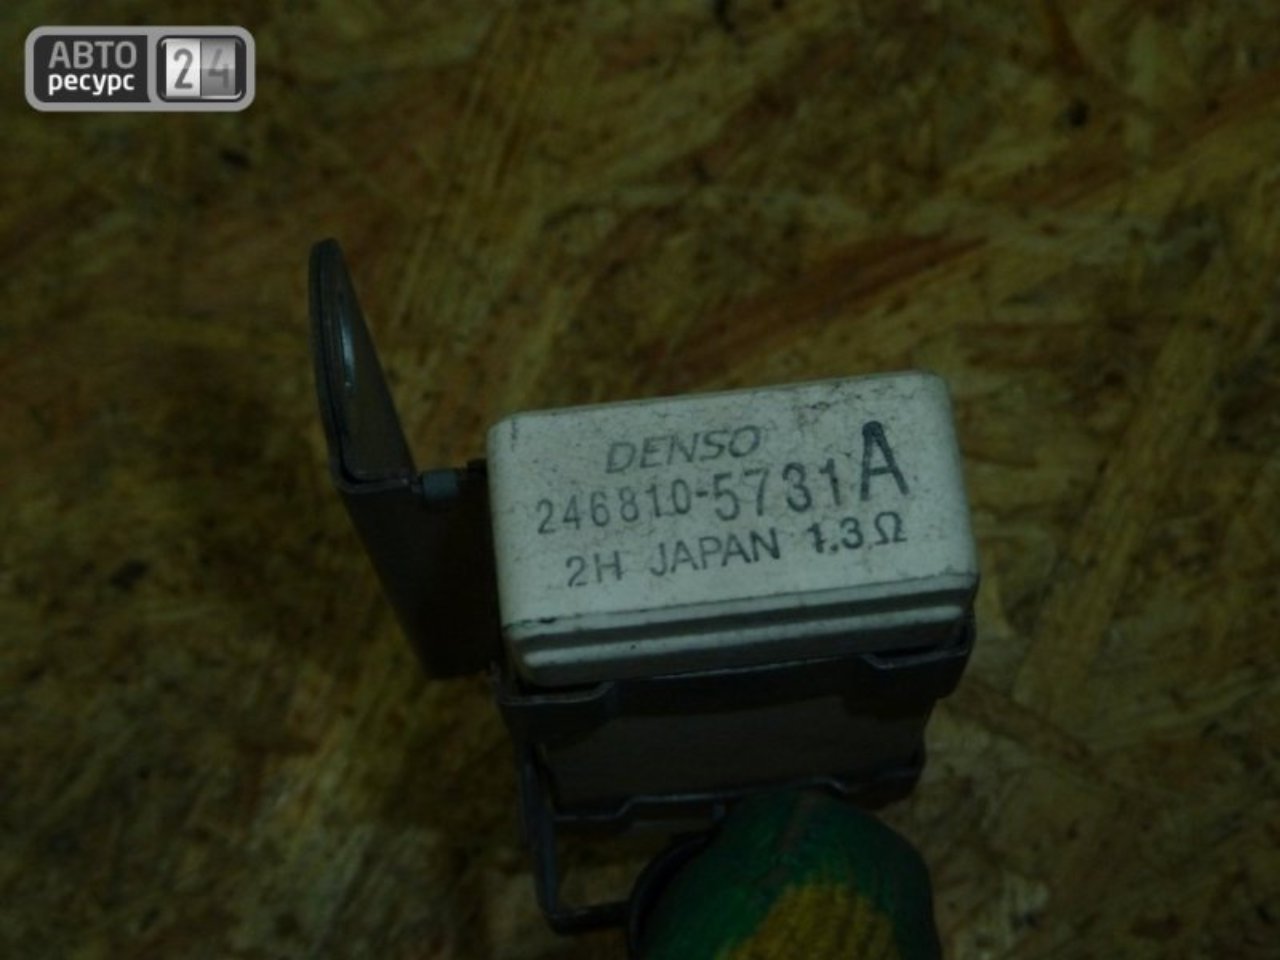 АВТО
ресурс
24
DENSO
246810-5731A
2H JAPAN 1.3Ω